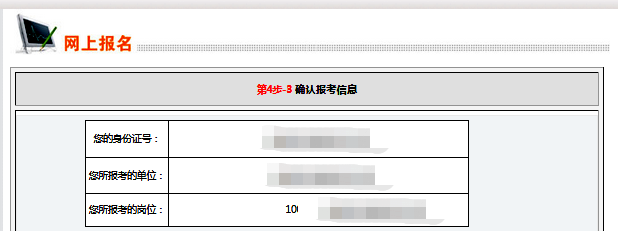 网上报名
第4步-3 确认报考信息
您的身份证号：
您所报考的单位：
您所报考的岗位： 100